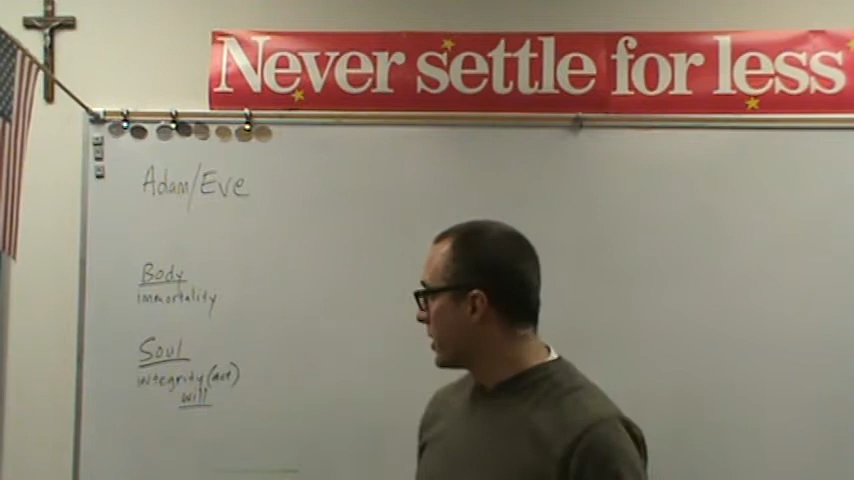 Never settle for less
Adam/Eve
Body
immortality
Soul
integrity (act)
will